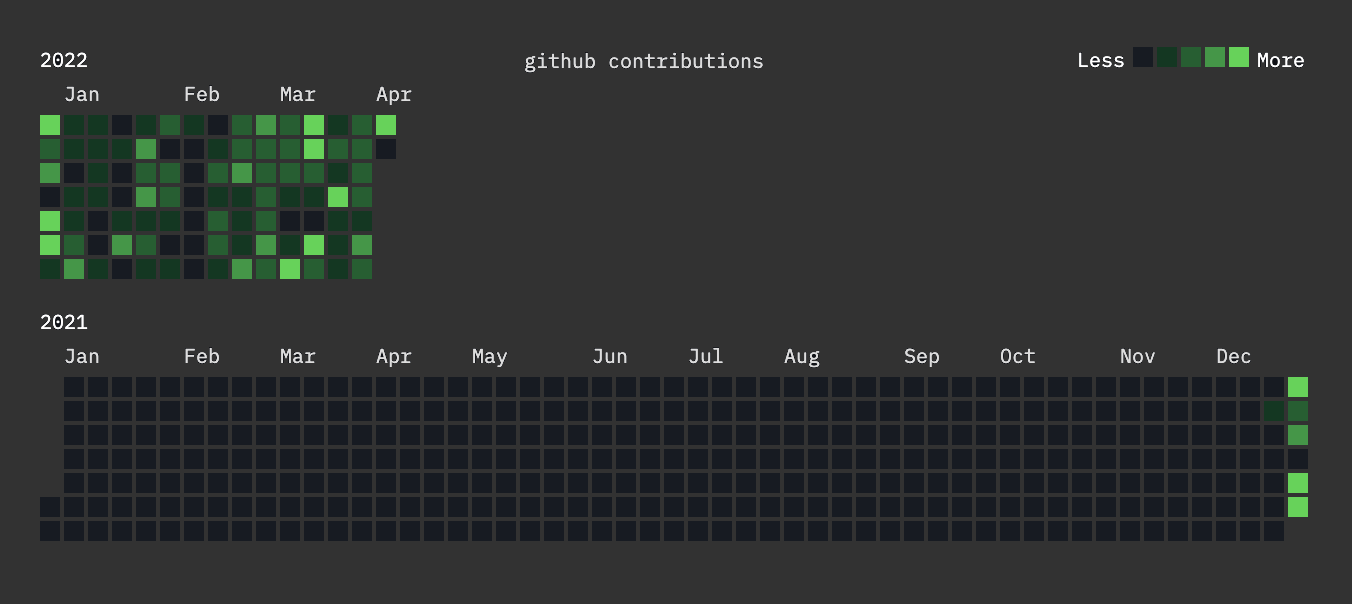 2022
github contributions
Less More
Jan Feb Mar Apr
2021
Jan Feb Mar Apr May Jun Jul Aug Sep Oct Nov Dec